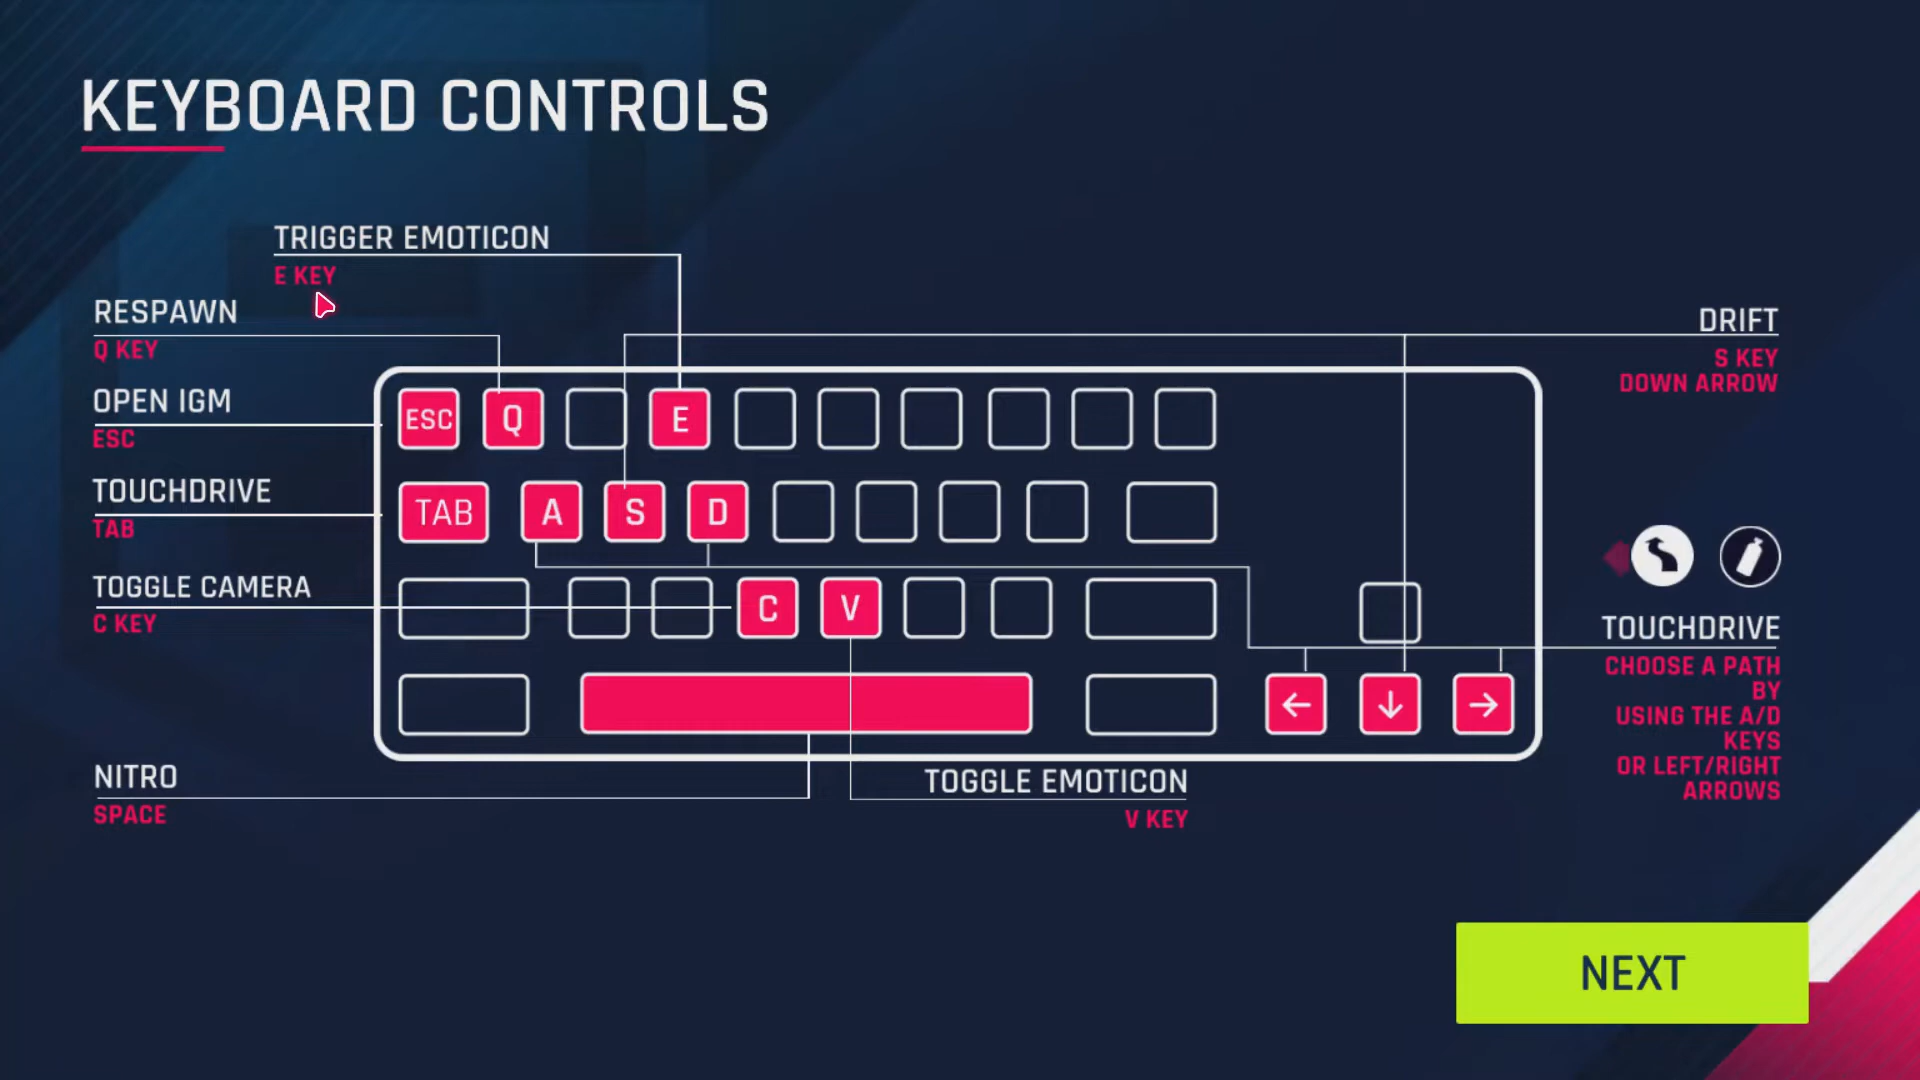 KEYBOARD CONTROLS
TRIGGER EMOTICON
E KEY
RESPAWN
Q KEY
OPEN IGM
ESC
TOUCHDRIVE
TAB
TOGGLE CAMERA
C KEY
NITRO
SPACE
ESC Q E
TAB A S D
C V
← ↓ →
TOGGLE EMOTICON
V KEY
DRIFT
S KEY
DOWN ARROW
TOUCHDRIVE
CHOOSE A PATH
BY
USING THE A/D
KEYS
OR LEFT/RIGHT
ARROWS
NEXT